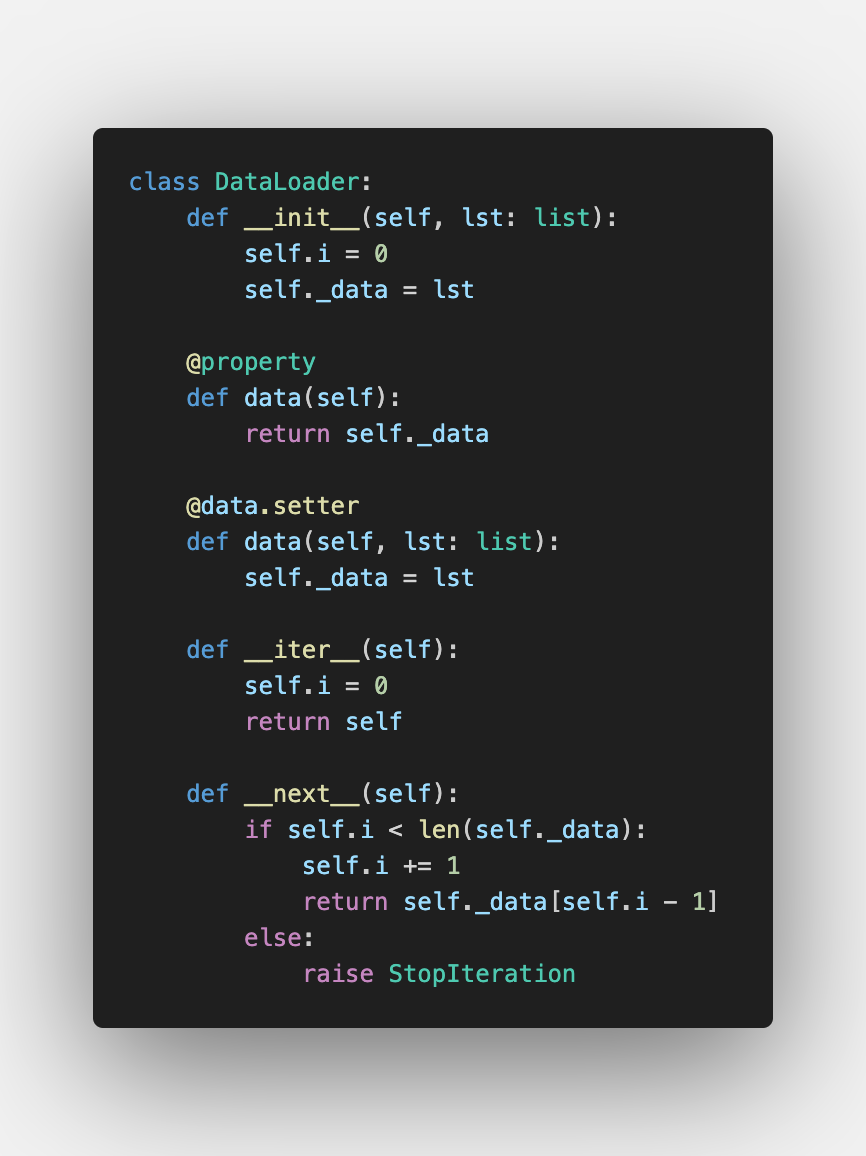 class DataLoader:
    def __init__(self, lst: list):
        self.i = 0
        self._data = lst

    @property
    def data(self):
        return self._data

    @data.setter
    def data(self, lst: list):
        self._data = lst

    def __iter__(self):
        self.i = 0
        return self

    def __next__(self):
        if self.i < len(self._data):
            self.i += 1
            return self._data[self.i - 1]
        else:
            raise StopIteration